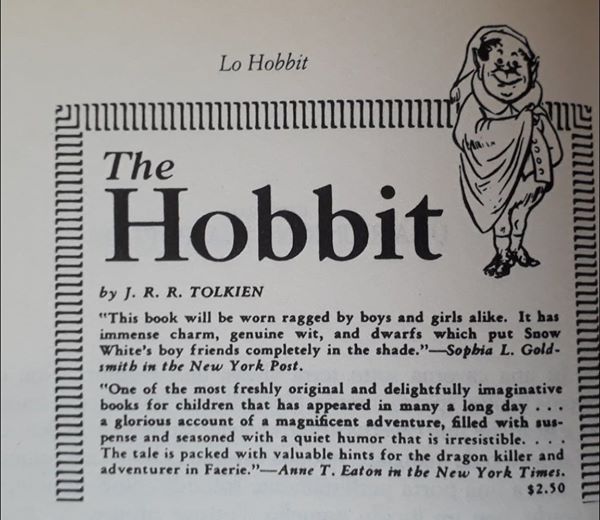 Lo Hobbit
The
Hobbit
by J. R. R. TOLKIEN
"This book will be worn ragged by boys and girls alike. It has
immense charm, genuine wit, and dwarfs which put Snow
White's boy friends completely in the shade."—Sophia L. Gold-
smith in the New York Post.
"One of the most freshly original and delightfully imaginative
books for children that has appeared in many a long day . . .
a glorious account of a magnificent adventure, filled with sus-
pense and seasoned with a quiet humor that is irresistible. . . .
The tale is packed with valuable hints for the dragon killer and
adventurer in Faerie."—Anne T. Eaton in the New York Times.
$2.50